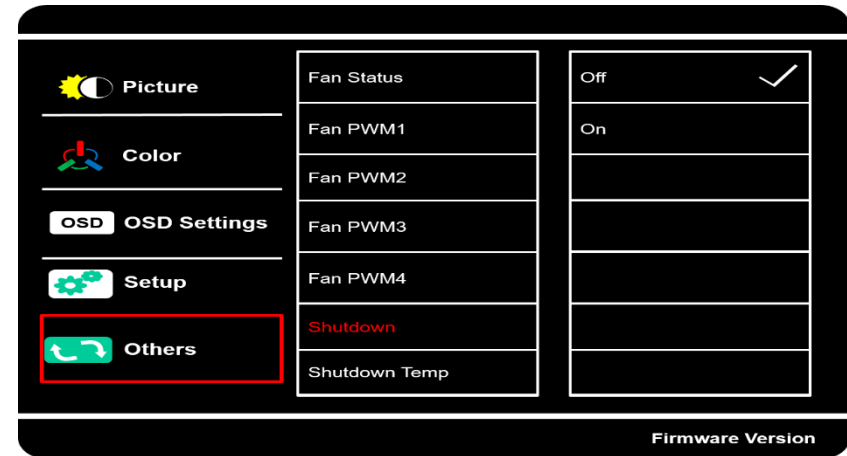 Picture
Color
OSD OSD Settings
Setup
Others
Fan Status
Fan PWM1
Fan PWM2
Fan PWM3
Fan PWM4
Shutdown
Shutdown Temp
Off
On
Firmware Version